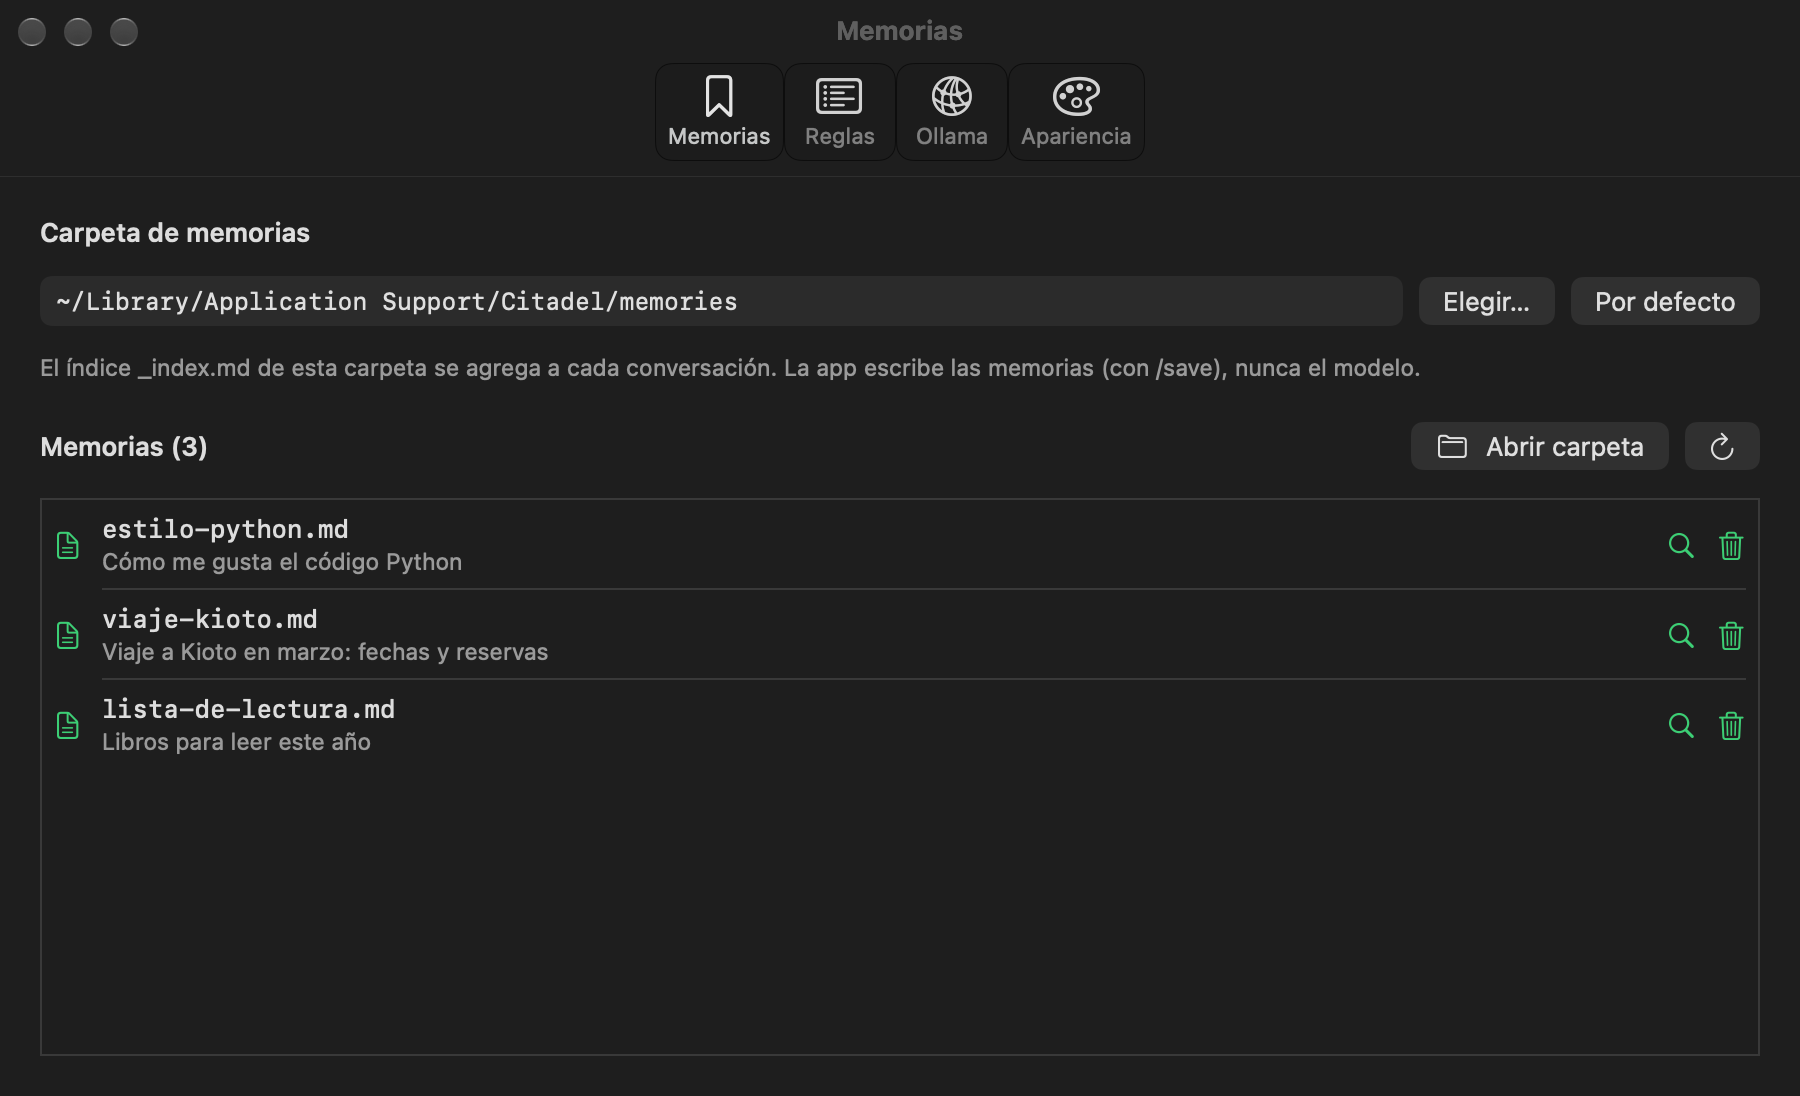 Memorias
Memorias
Reglas
Ollama
Apariencia
Carpeta de memorias
~/Library/Application Support/Citadel/memories
Elegir...
Por defecto
El índice _index.md de esta carpeta se agrega a cada conversación. La app escribe las memorias (con /save), nunca el modelo.
Memorias (3)
Abrir carpeta
estilo-python.md
Cómo me gusta el código Python
viaje-kioto.md
Viaje a Kioto en marzo: fechas y reservas
lista-de-lectura.md
Libros para leer este año